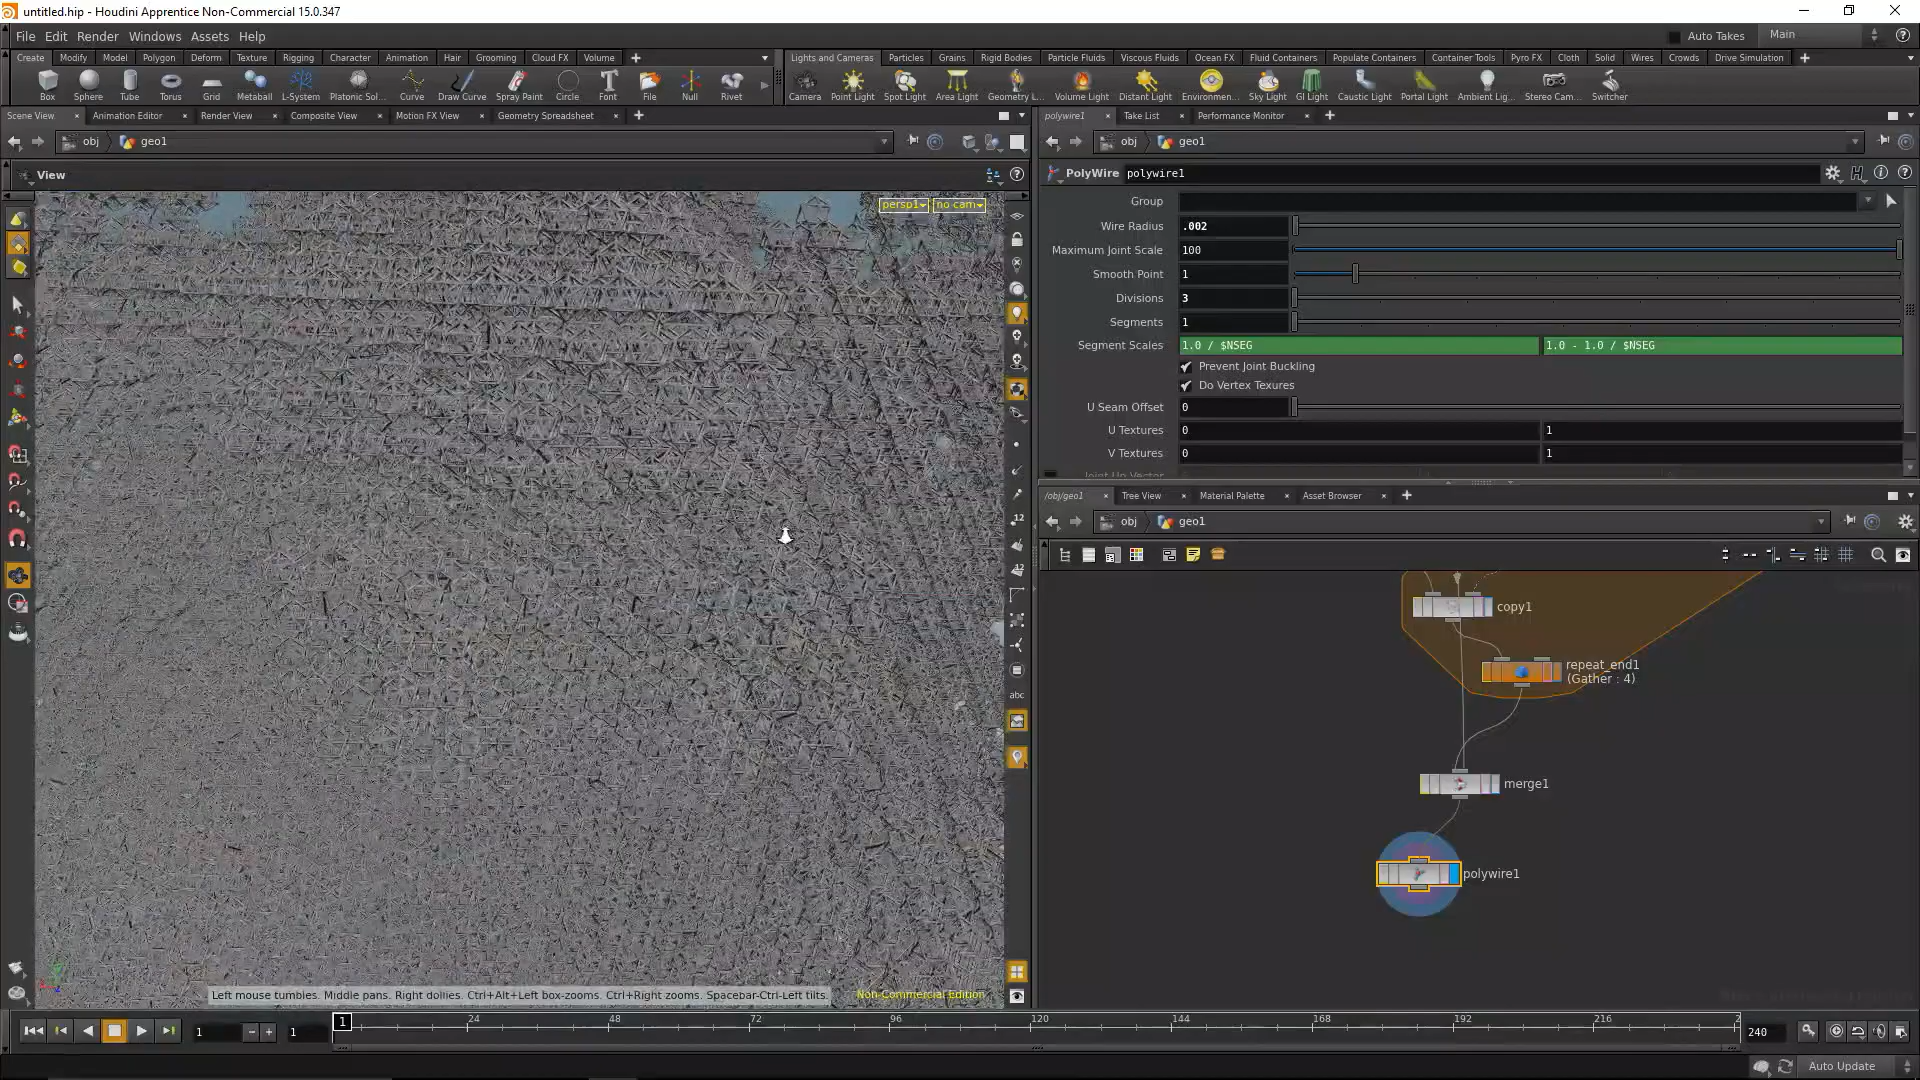 untitled.hip - Houdini Apprentice Non-Commercial 15.0.347
File Edit Render Windows Assets Help
Auto Takes Main
Create Modify Model Polygon Deform Texture Rigging Character Animation Hair Grooming Cloud FX Volume
Lights and Cameras Particles Grains Rigid Bodies Particle Fluids Viscous Fluids Ocean FX Fluid Containers Populate Containers Container Tools Pyro FX Cloth Solid Wires Crowds Drive Simulation
Box Sphere Tube Torus Grid Metaball L-System Platonic Sol... Curve Draw Curve Spray Paint Circle Font File Null Rivet
Camera Point Light Spot Light Area Light Geometry L... Volume Light Distant Light Environmen... Sky Light GI Light Caustic Light Portal Light Ambient Lig... Stereo Cam... Switcher
Scene View Animation Editor Render View Composite View Motion FX View Geometry Spreadsheet
polywire1 Take List Performance Monitor
obj geo1
obj geo1
View
PolyWire polywire1
persp1 no cam
Group
Wire Radius .002
Maximum Joint Scale 100
Smooth Point 1
Divisions 3
Segments 1
Segment Scales 1.0 / $NSEG 1.0 - 1.0 / $NSEG
Prevent Joint Buckling
Do Vertex Texures
U Seam Offset 0
U Textures 0 1
V Textures 0 1
Joint Up Vector
/obj/geo1 Tree View Material Palette Asset Browser
obj geo1
12
12
abc
copy1
repeat_end1
(Gather : 4)
merge1
polywire1
Left mouse tumbles. Middle pans. Right dollies. Ctrl+Alt+Left box-zooms. Ctrl+Right zooms. Spacebar-Ctrl-Left tilts.
Non-Commercial Edition
1 1 1 24 48 72 96 120 144 168 192 216 2 240
Auto Update